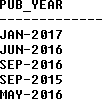 PUB_YEAR
-------------
JAN-2017
JUN-2016
SEP-2016
SEP-2015
MAY-2016